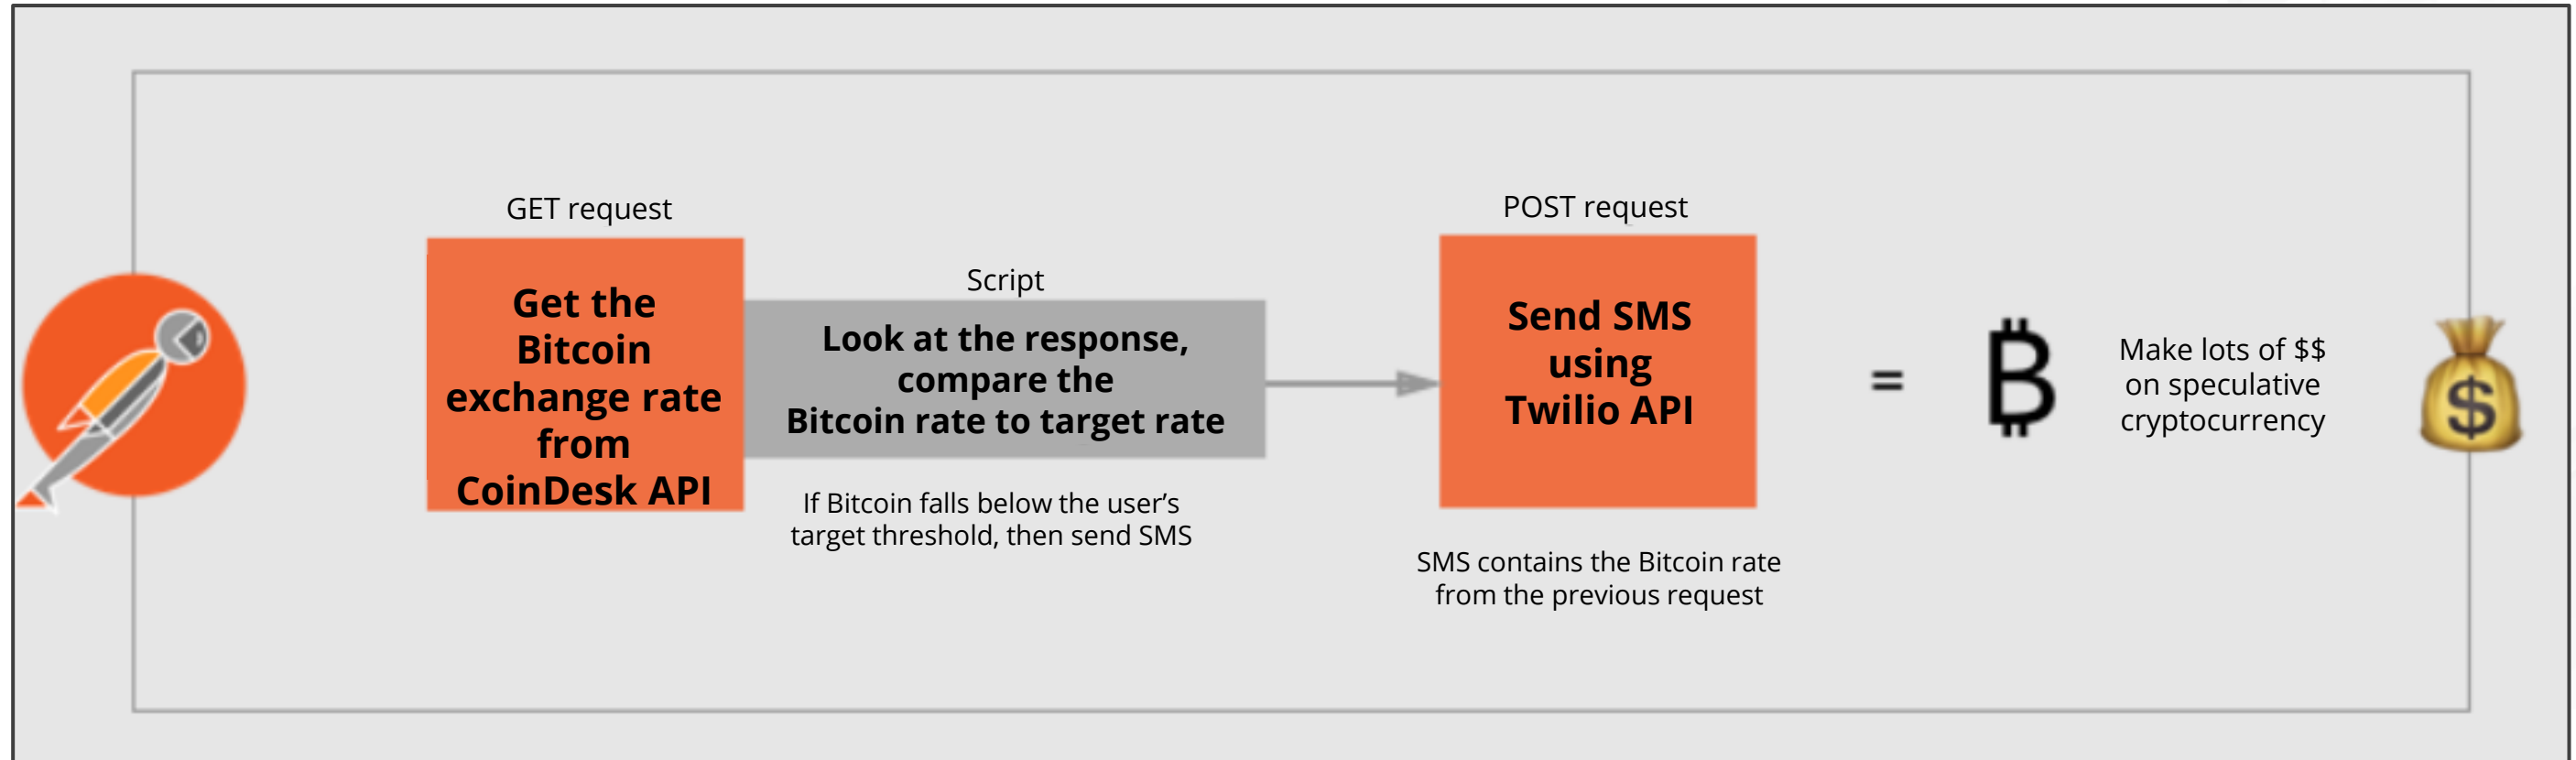 GET request
Get the
Bitcoin
exchange rate
from
CoinDesk API
Script
Look at the response,
compare the
Bitcoin rate to target rate
If Bitcoin falls below the user’s
target threshold, then send SMS
POST request
Send SMS
using
Twilio API
SMS contains the Bitcoin rate
from the previous request
=
Make lots of $$
on speculative
cryptocurrency
$